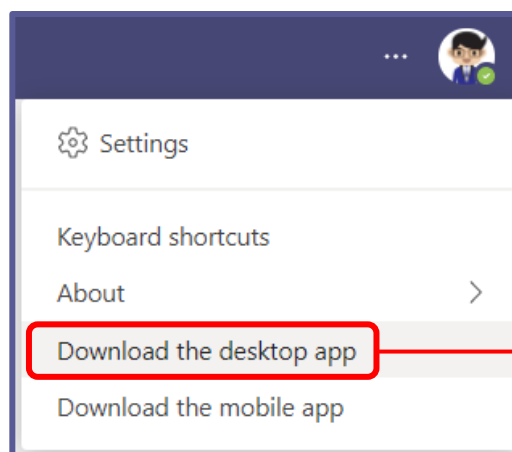 ...
Settings
Keyboard shortcuts
About
Download the desktop app
Download the mobile app